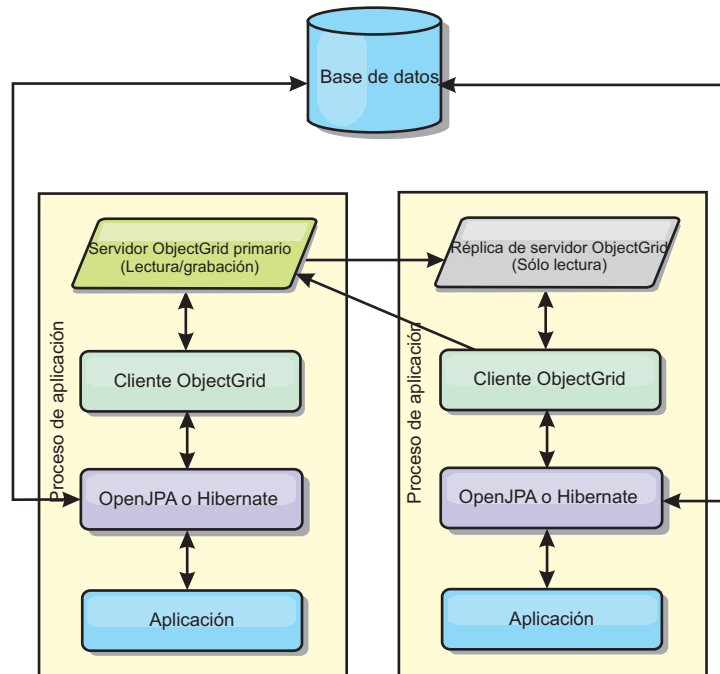 Base de datos
Proceso de aplicación
Servidor ObjectGrid primario
(Lectura/grabación)
Cliente ObjectGrid
OpenJPA o Hibernate
Aplicación
Proceso de aplicación
Réplica de servidor ObjectGrid
(Sólo lectura)
Cliente ObjectGrid
OpenJPA o Hibernate
Aplicación